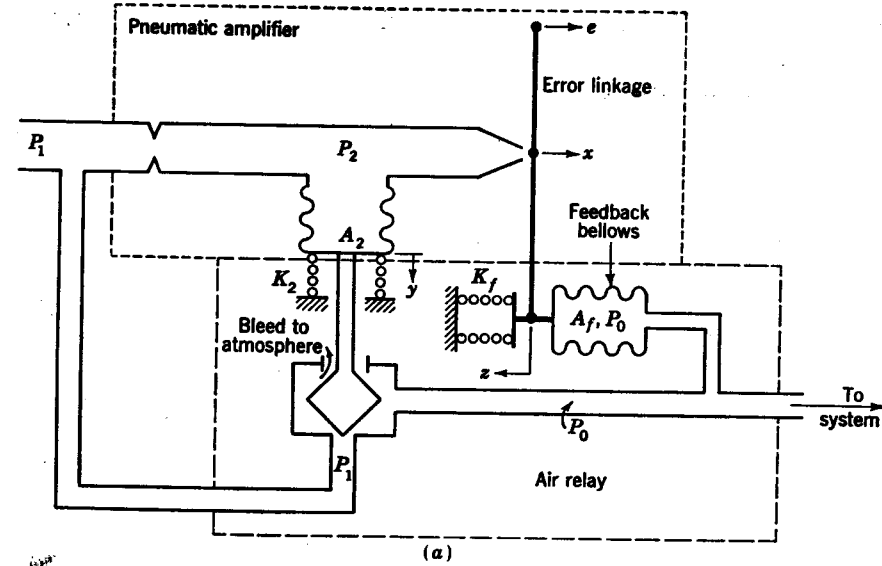 Pneumatic amplifier
e
Error linkage
P1
P2
x
Feedback
bellows
A2
K2
y
Kf
Af, P0
Bleed to
atmosphere
z
To
system
P0
P1
Air relay
(a)